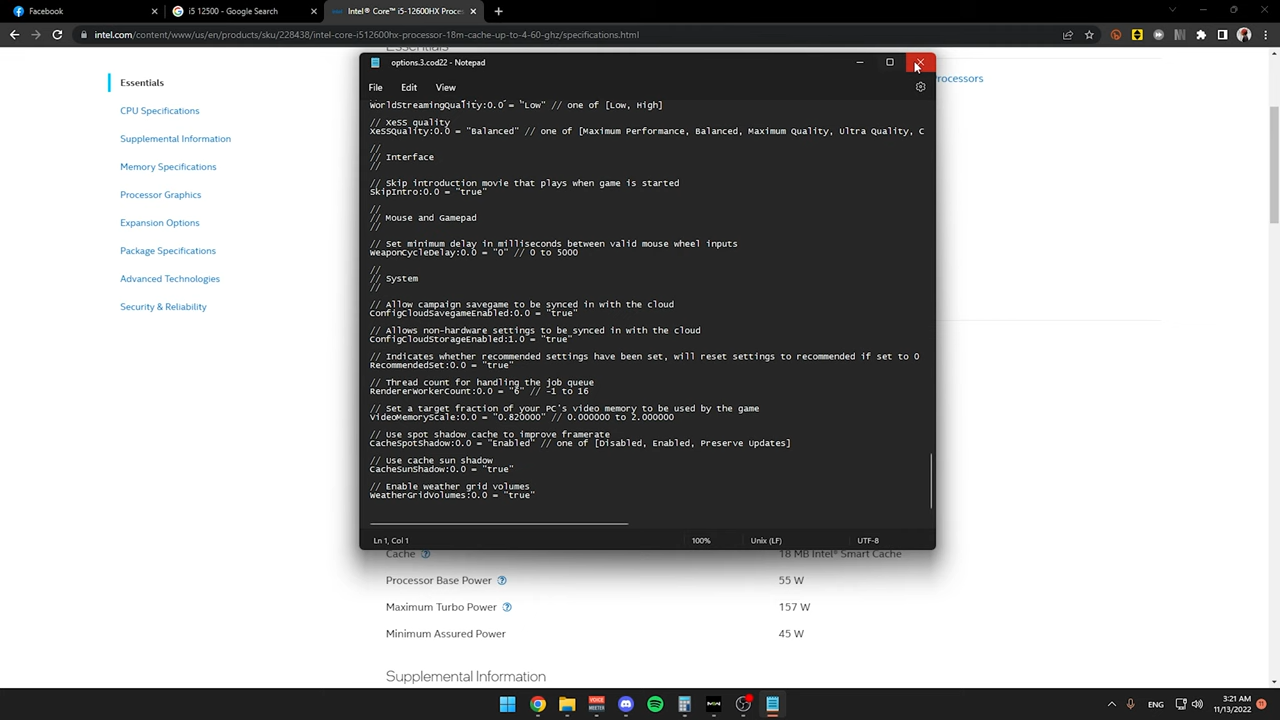 Facebook
i5 12500 - Google Search
Intel® Core™ i5-12600HX Proces
intel.com/content/www/us/en/products/sku/228438/intel-core-i512600hx-processor-18m-cache-up-to-4-60-ghz/specifications.html
Essentials
Essentials
CPU Specifications
Supplemental Information
Memory Specifications
Processor Graphics
Expansion Options
Package Specifications
Advanced Technologies
Security & Reliability
rocessors
options.3.cod22 - Notepad
File Edit View
WorldStreamingQuality:0.0 = "Low" // one of [Low, High]
// XeSS quality
XeSSQuality:0.0 = "Balanced" // one of [Maximum Performance, Balanced, Maximum Quality, Ultra Quality, C
//
// Interface
//
// Skip introduction movie that plays when game is started
SkipIntro:0.0 = "true"
//
// Mouse and Gamepad
//
// Set minimum delay in milliseconds between valid mouse wheel inputs
WeaponCycleDelay:0.0 = "0" // 0 to 5000
//
// System
//
// Allow campaign savegame to be synced in with the cloud
ConfigCloudSavegameEnabled:0.0 = "true"
// Allows non-hardware settings to be synced in with the cloud
ConfigCloudStorageEnabled:1.0 = "true"
// Indicates whether recommended settings have been set, will reset settings to recommended if set to 0
RecommendedSet:0.0 = "true"
// Thread count for handling the job queue
RendererWorkerCount:0.0 = "6" // -1 to 16
// Set a target fraction of your PC's video memory to be used by the game
VideoMemoryScale:0.0 = "0.820000" // 0.000000 to 2.000000
// Use spot shadow cache to improve framerate
CacheSpotShadow:0.0 = "Enabled" // one of [Disabled, Enabled, Preserve Updates]
// Use cache sun shadow
CacheSunShadow:0.0 = "true"
// Enable weather grid volumes
WeatherGridVolumes:0.0 = "true"
Ln 1, Col 1 100% Unix (LF) UTF-8
Cache 18 MB Intel® Smart Cache
Processor Base Power 55 W
Maximum Turbo Power 157 W
Minimum Assured Power 45 W
Supplemental Information
VOICE MEETER
ENG
3:21 AM
11/13/2022